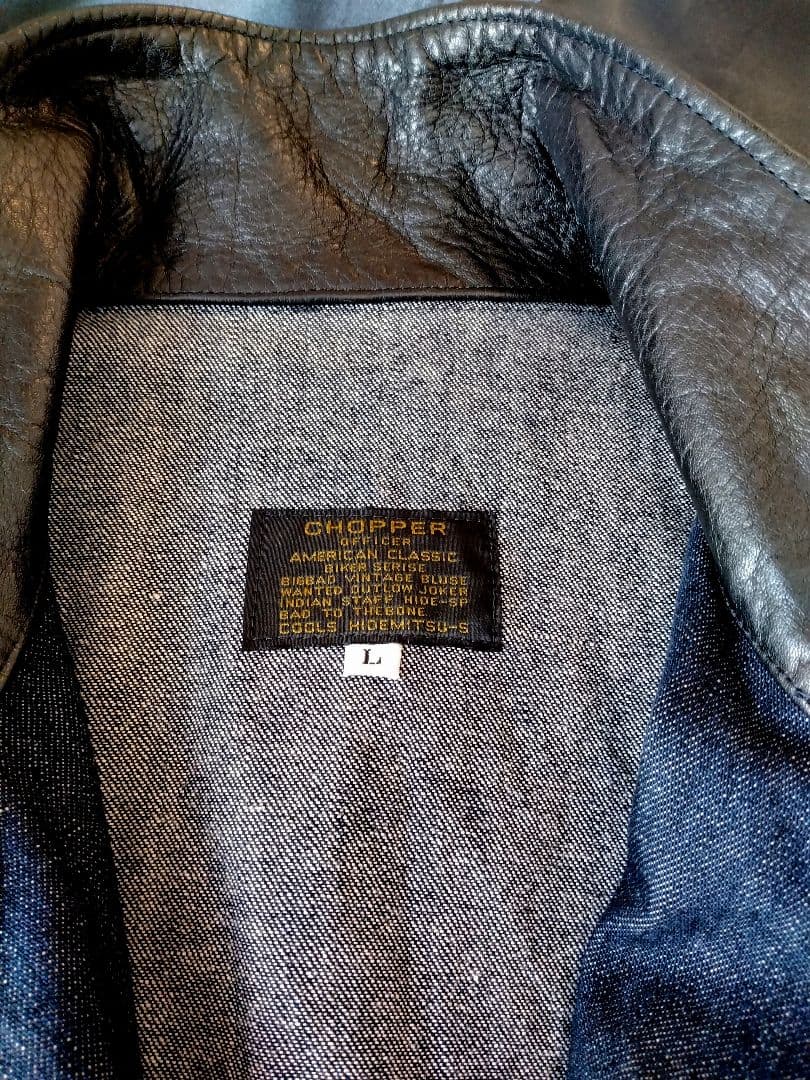 CHOPPER
OFFICER
AMERICAN CLASSIC
BIKER SERISE
BIGBAD VINTAGE BLUSE
WANTED OUTLOW JOKER
INDIAN STAFF HIDE-SP
BAD TO THEBONE
COOLS HIDEMITSU-S
L